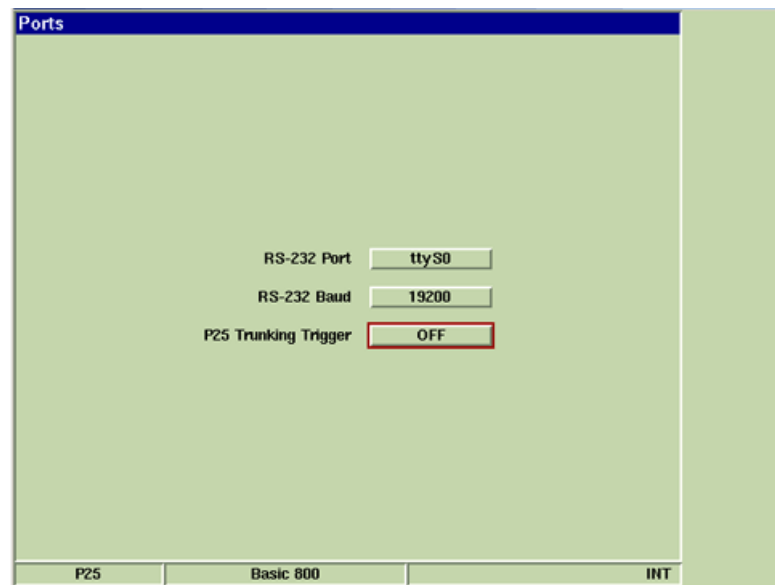 Ports
RS-232 Port ttyS0
RS-232 Baud 19200
P25 Trunking Trigger OFF
P25 Basic 800 INT